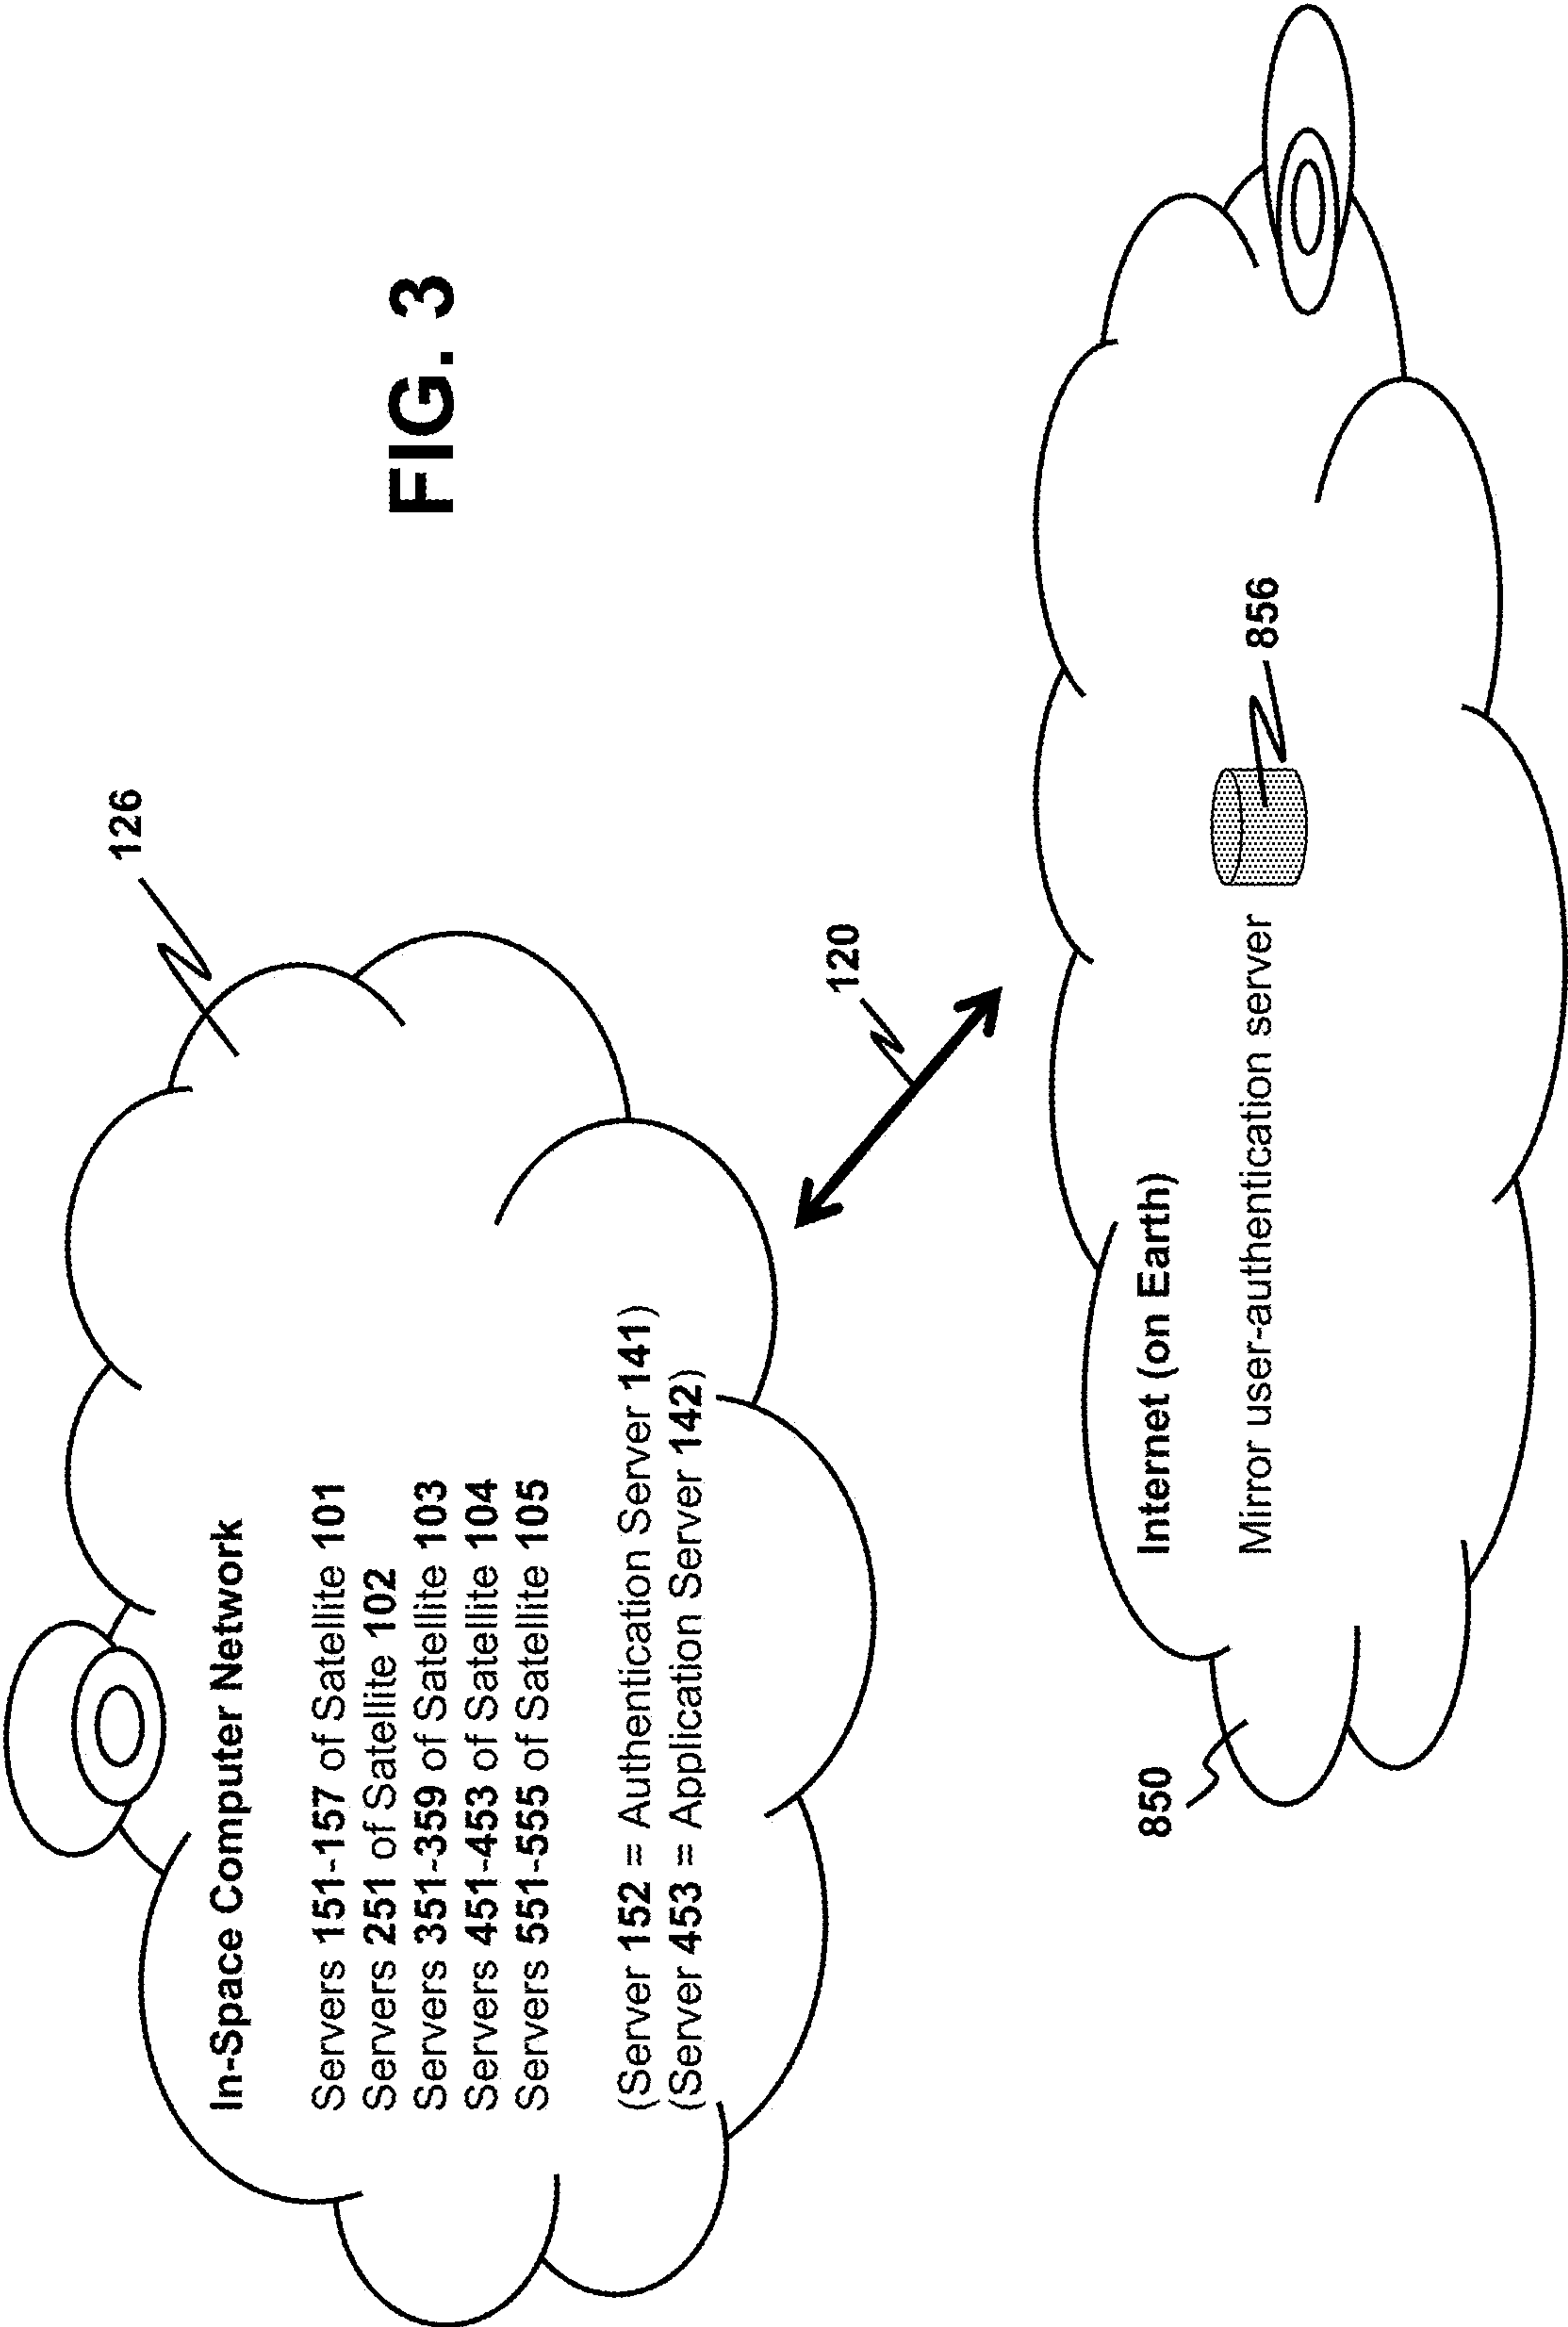 In-Space Computer Network
Servers 151-157 of Satellite 101
Servers 251 of Satellite 102
Servers 351-359 of Satellite 103
Servers 451-453 of Satellite 104
Servers 551-555 of Satellite 105
(Server 152 = Authentication Server 141)
(Server 453 = Application Server 142)
126
FIG. 3
120
850
Internet (on Earth)
Mirror user-authentication server
856